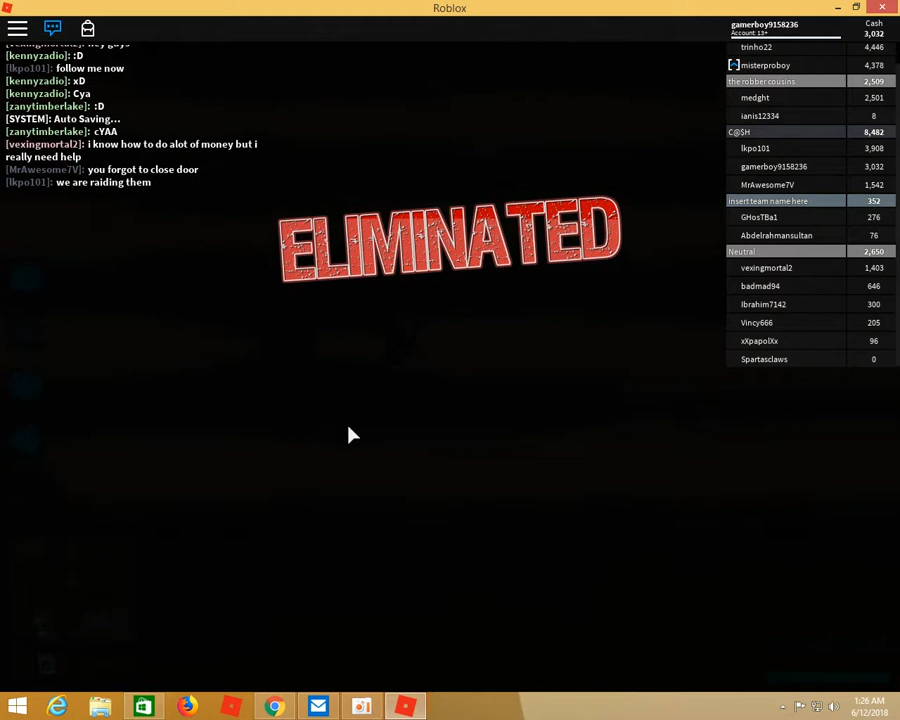 Roblox
gamerboy9158236
Account: 13+
Cash
3,032
[vexingmortal2]: hey guys
[kennyzadio]: :D
[lkpo101]: follow me now
[kennyzadio]: xD
[kennyzadio]: Cya
[zanytimberlake]: :D
[SYSTEM]: Auto Saving...
[zanytimberlake]: cYAA
[vexingmortal2]: i know how to do alot of money but i
really need help
[MrAwesome7V]: you forgot to close door
[lkpo101]: we are raiding them
ELIMINATED
trinho22 4,446
misterproboy 4,378
the robber cousins 2,509
medght 2,501
ianis12334 8
C@$H 8,482
lkpo101 3,908
gamerboy9158236 3,032
MrAwesome7V 1,542
insert team name here 352
GHosTBa1 276
Abdelrahmansultan 76
Neutral 2,650
vexingmortal2 1,403
badmad94 646
Ibrahim7142 300
Vincy666 205
xXpapolXx 96
Spartasclaws 0
1:26 AM
6/12/2018